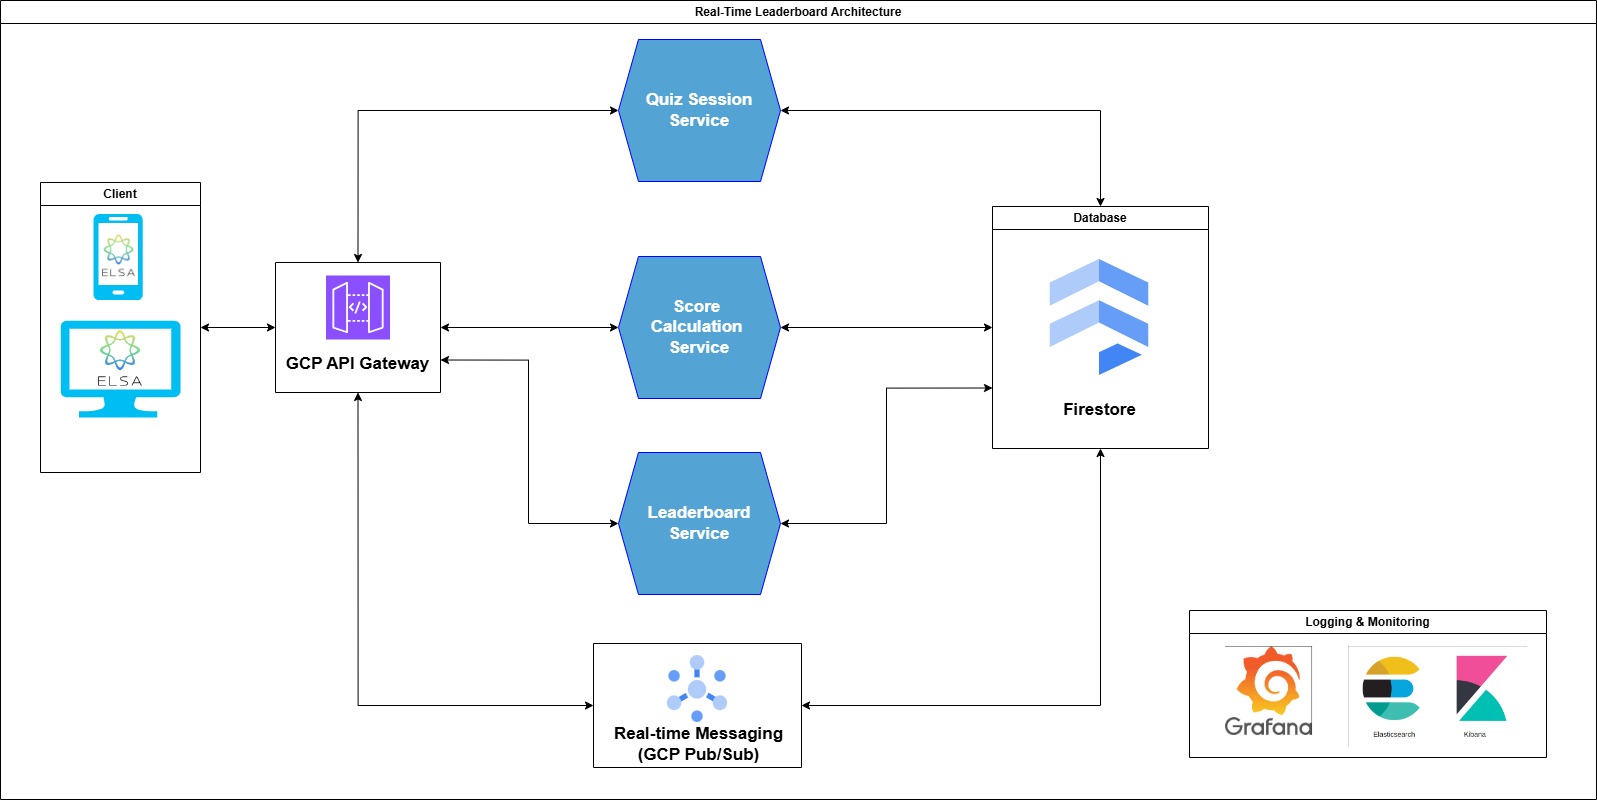 Real-Time Leaderboard Architecture
Quiz Session
Service
Client
ELSA
ELSA
GCP API Gateway
Score
Calculation
Service
Database
Firestore
Leaderboard
Service
Real-time Messaging
(GCP Pub/Sub)
Logging & Monitoring
Grafana
Elasticsearch
Kibana